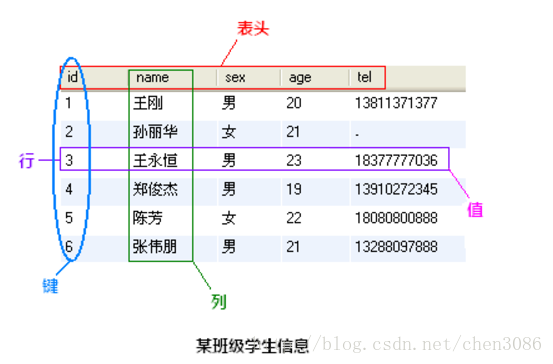 表头
id name sex age tel
1 王刚 男 20 13811371377
2 孙丽华 女 21 -
行 3 王永恒 男 23 18377777036
4 郑俊杰 男 19 13910272345
值
5 陈芳 女 22 18080800888
6 张伟朋 男 21 13288097888
键 列
某班级学生信息
//blog.csdn.net/chen3086